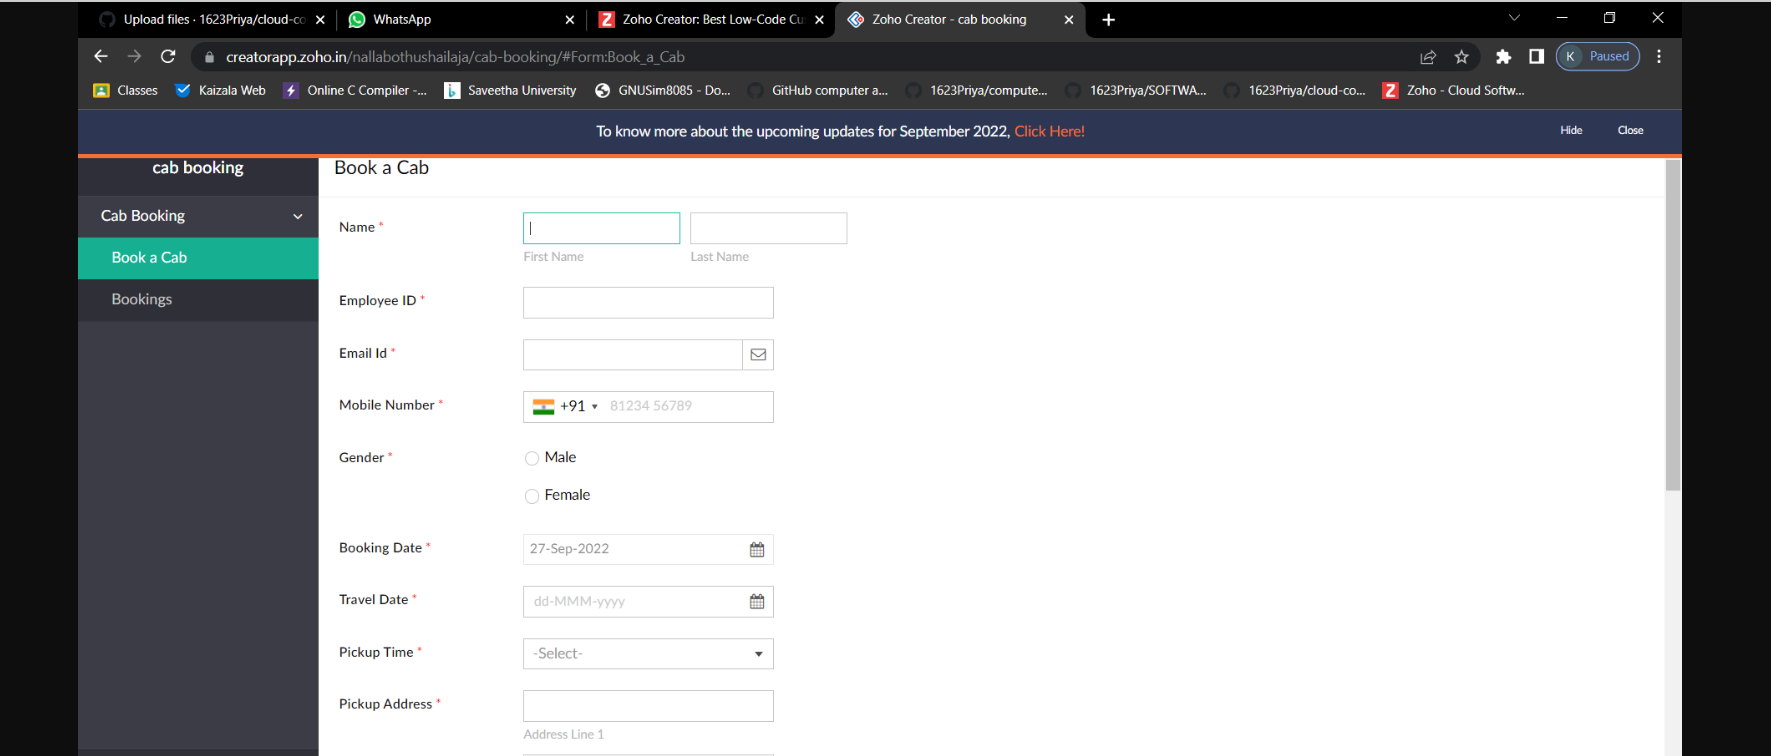 Upload files · 1623Priya/cloud-co
WhatsApp
Zoho Creator: Best Low-Code Cu
Zoho Creator - cab booking
creatorapp.zoho.in/nallabothushailaja/cab-booking/#Form:Book_a_Cab
K Paused
Classes
Kaizala Web
Online C Compiler -...
Saveetha University
GNUSim8085 - Do...
GitHub computer a...
1623Priya/compute...
1623Priya/SOFTWA...
1623Priya/cloud-co...
Zoho - Cloud Softw...
To know more about the upcoming updates for September 2022, Click Here!
Hide
Close
cab booking
Cab Booking
Book a Cab
Bookings
Book a Cab
Name *
First Name
Last Name
Employee ID *
Email Id *
Mobile Number *
+91 81234 56789
Gender *
Male
Female
Booking Date *
27-Sep-2022
Travel Date *
dd-MMM-yyyy
Pickup Time *
-Select-
Pickup Address *
Address Line 1